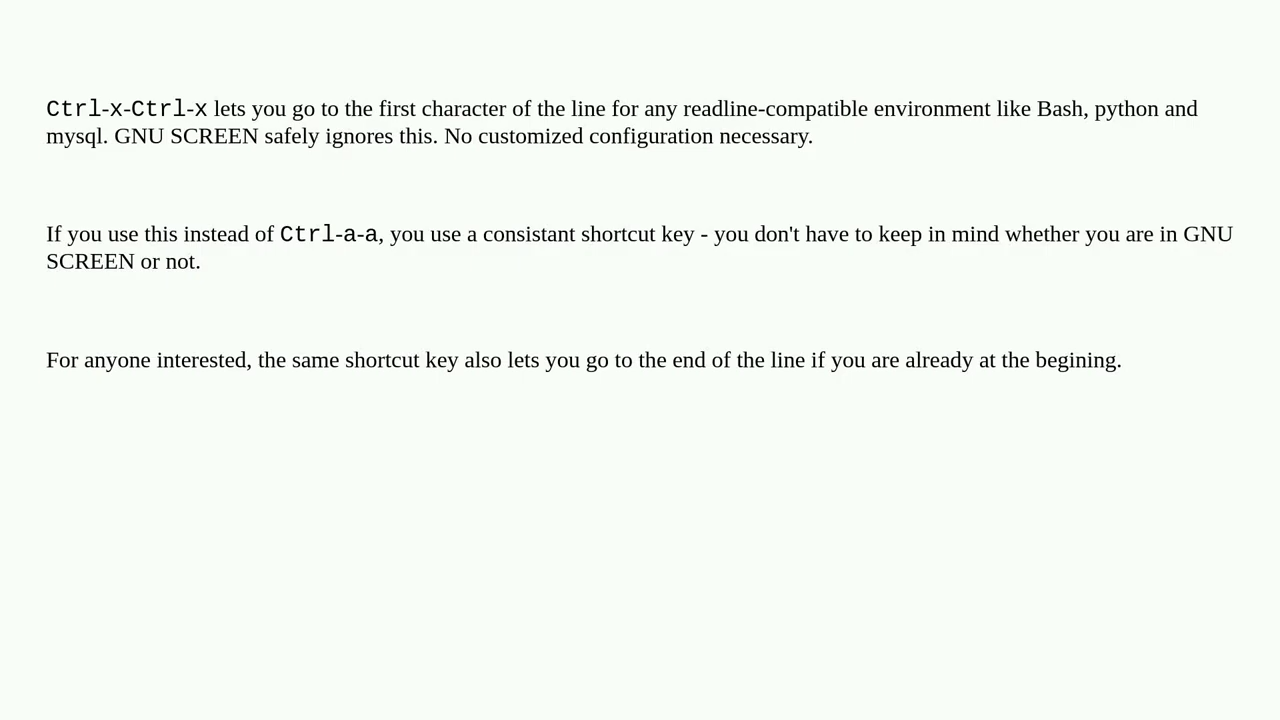 Ctrl-x-Ctrl-x lets you go to the first character of the line for any readline-compatible environment like Bash, python and
mysql. GNU SCREEN safely ignores this. No customized configuration necessary.
If you use this instead of Ctrl-a-a, you use a consistant shortcut key - you don't have to keep in mind whether you are in GNU
SCREEN or not.
For anyone interested, the same shortcut key also lets you go to the end of the line if you are already at the begining.